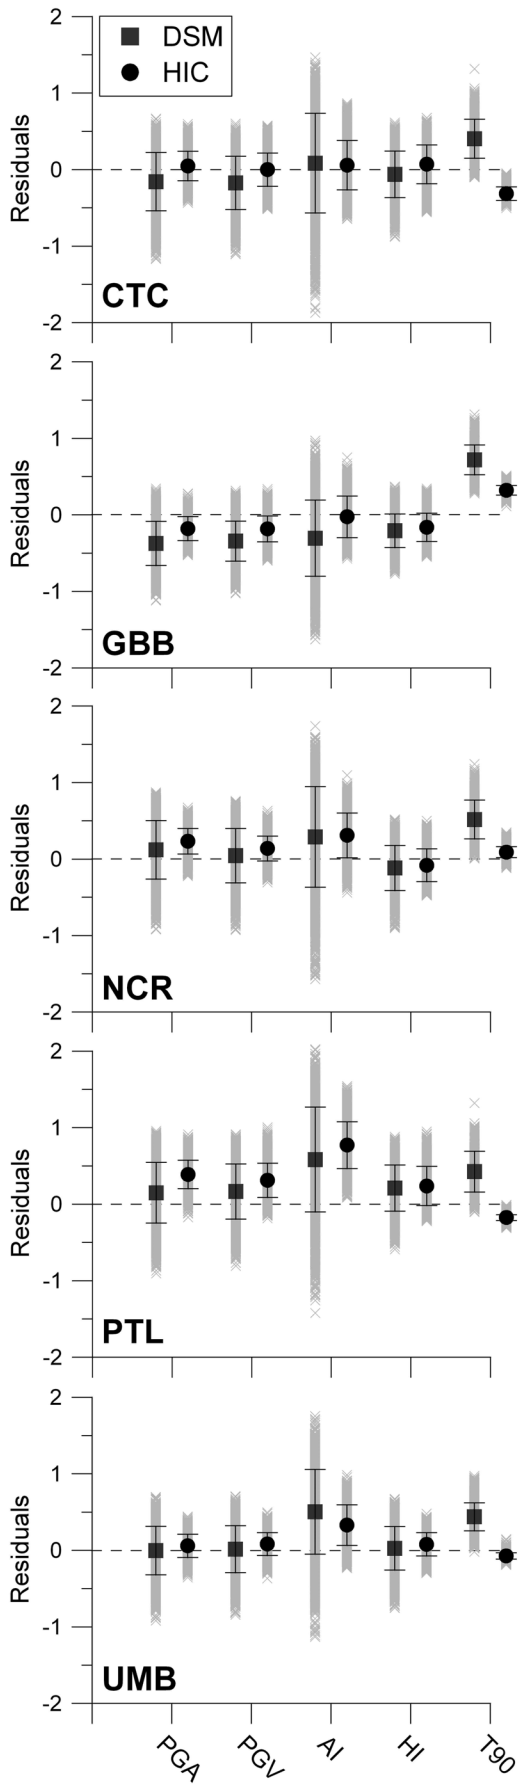 2
DSM
HIC
1
Residuals
0
-1
CTC
-2
2
1
Residuals
0
-1
GBB
-2
2
1
Residuals
0
-1
NCR
-2
2
1
Residuals
0
-1
PTL
-2
2
1
Residuals
0
-1
UMB
-2
PGA PGV AI HI T90